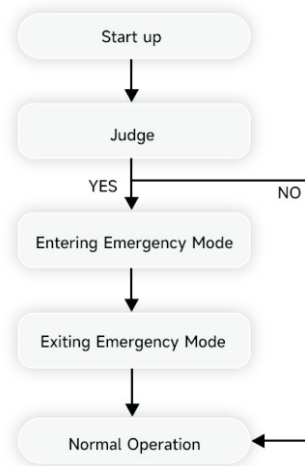 Start up
Judge
YES
NO
Entering Emergency Mode
Exiting Emergency Mode
Normal Operation